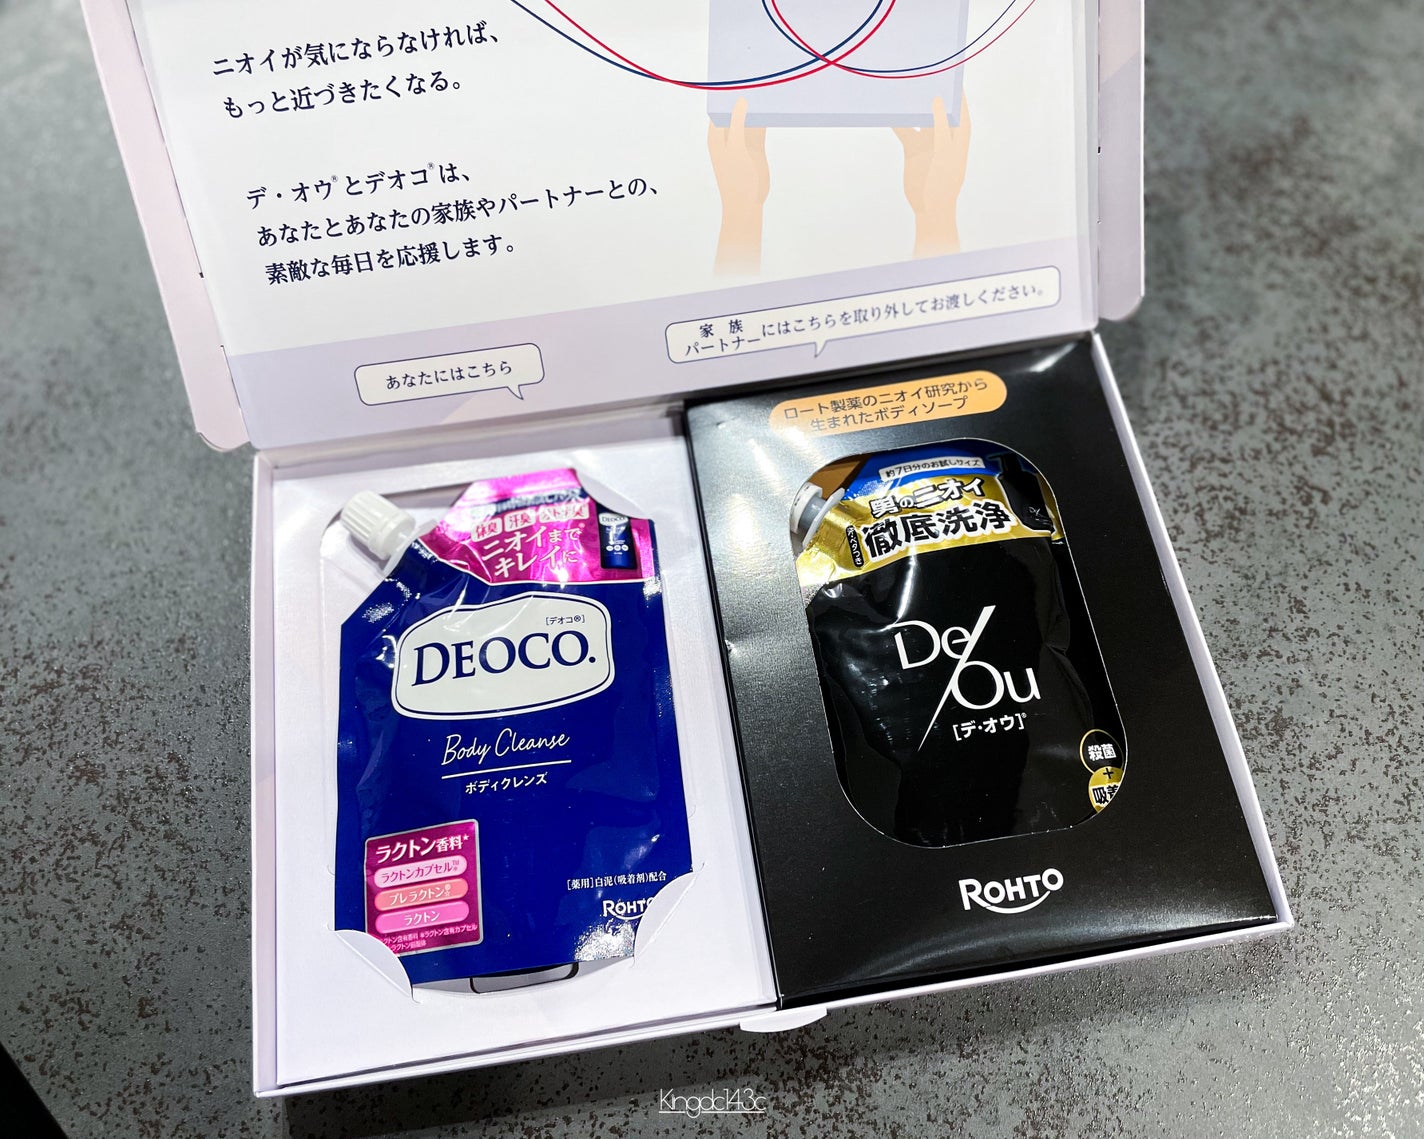 ニオイが気にならなければ、
もっと近づきたくなる。
デ・オウ®とデオコ®は、
あなたとあなたの家族やパートナーとの、
素敵な毎日を応援します。
あなたにはこちら
家族
パートナー にはこちらを取り外してお渡しください。
ロート製薬のニオイ研究から
生まれたボディソープ
体臭 汗臭
ニオイまで
キレイに
[デオコ®]
DEOCO.
Body Cleanse
ボディクレンズ
ラクトン香料*
ラクトンカプセル
プレラクトン
ラクトン
[薬用]白泥(吸着剤)配合
ROHTO
約7日分のお試しサイズ
男のニオイ
徹底洗浄
De/Ou
[デ・オウ]®
殺菌
+
吸着
ROHTO
Kingdc143c